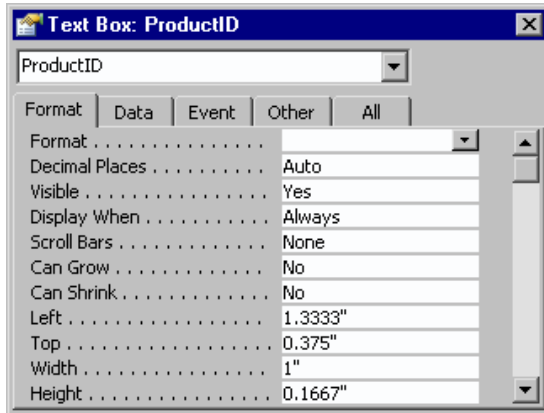 Text Box: ProductID
ProductID
Format Data Event Other All
Format . . . . . . . . . . . . . . .
Decimal Places . . . . . . . . . . Auto
Visible . . . . . . . . . . . . . . . . Yes
Display When . . . . . . . . . . . Always
Scroll Bars . . . . . . . . . . . . . None
Can Grow . . . . . . . . . . . . . No
Can Shrink . . . . . . . . . . . . . No
Left . . . . . . . . . . . . . . . . . 1.3333"
Top . . . . . . . . . . . . . . . . . . 0.375"
Width . . . . . . . . . . . . . . . . 1"
Height . . . . . . . . . . . . . . . . 0.1667"